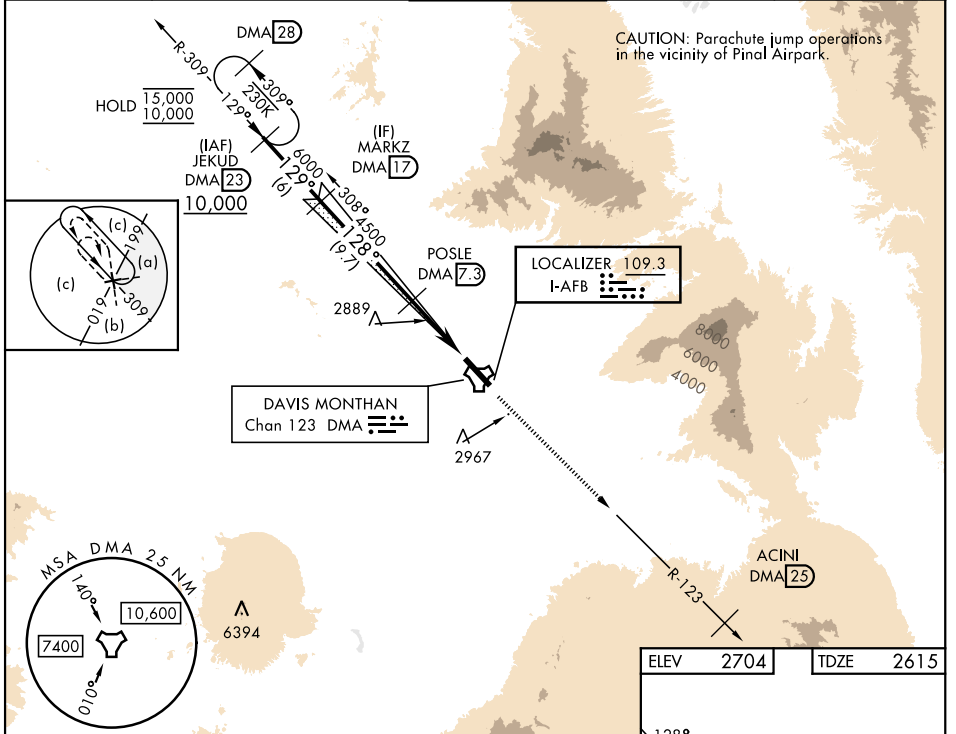 DMA 28
CAUTION: Parachute jump operations
in the vicinity of Pinal Airpark.
R-309
309°
230K
129°
HOLD 15,000
10,000
(IAF)
JEKUD
DMA 23
10,000
(IF)
MARKZ
DMA 17
6000
129°
(6)
308°
4500
128°
(9.7)
POSLE
DMA 7.3
LOCALIZER 109.3
I-AFB
2889
(c)
199
(a)
(c)
019
309
(b)
8000
6000
4000
DAVIS MONTHAN
Chan 123 DMA
2967
ACINI
DMA 25
R-123
MSA DMA 25 NM
140°
10,600
7400
010°
6394
ELEV 2704
TDZE 2615
128°